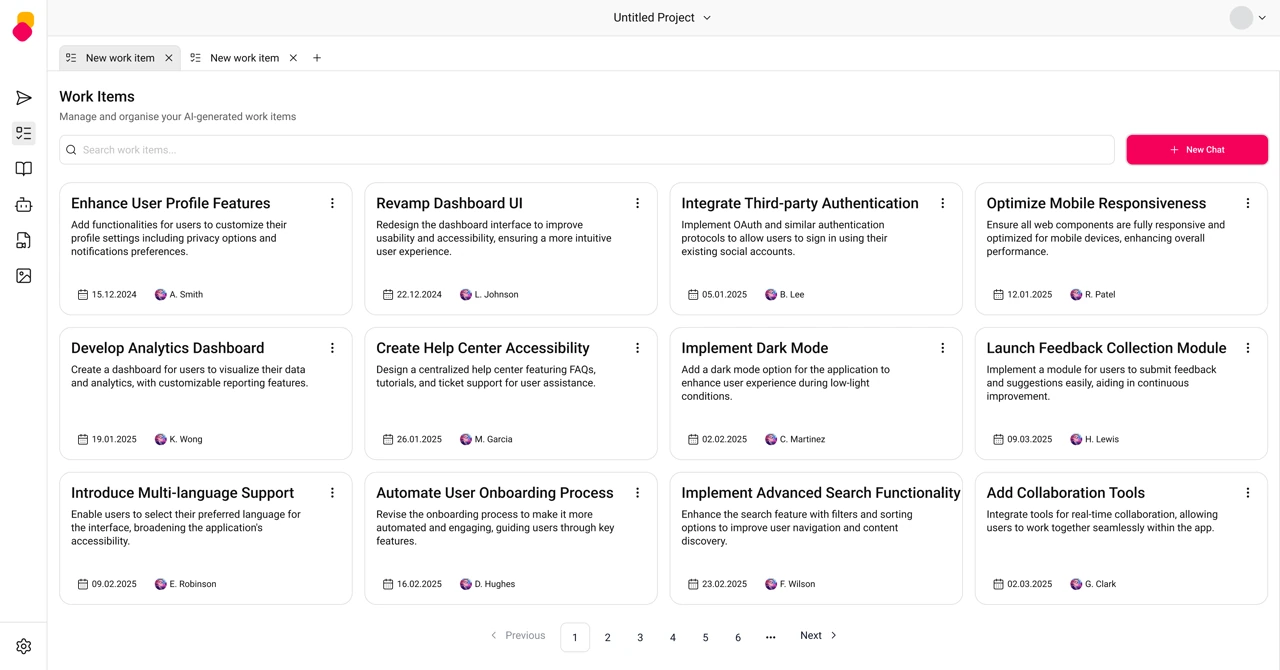 Untitled Project
New work item
New work item
Work Items
Manage and organise your AI-generated work items
Search work items...
New Chat
Enhance User Profile Features
Add functionalities for users to customize their
profile settings including privacy options and
notifications preferences.
15.12.2024
A. Smith
Revamp Dashboard UI
Redesign the dashboard interface to improve
usability and accessibility, ensuring a more intuitive
user experience.
22.12.2024
L. Johnson
Integrate Third-party Authentication
Implement OAuth and similar authentication
protocols to allow users to sign in using their
existing social accounts.
05.01.2025
B. Lee
Optimize Mobile Responsiveness
Ensure all web components are fully responsive and
optimized for mobile devices, enhancing overall
performance.
12.01.2025
R. Patel
Develop Analytics Dashboard
Create a dashboard for users to visualize their data
and analytics, with customizable reporting features.
19.01.2025
K. Wong
Create Help Center Accessibility
Design a centralized help center featuring FAQs,
tutorials, and ticket support for user assistance.
26.01.2025
M. Garcia
Implement Dark Mode
Add a dark mode option for the application to
enhance user experience during low-light
conditions.
02.02.2025
C. Martinez
Launch Feedback Collection Module
Implement a module for users to submit feedback
and suggestions easily, aiding in continuous
improvement.
09.03.2025
H. Lewis
Introduce Multi-language Support
Enable users to select their preferred language for
the interface, broadening the application's
accessibility.
09.02.2025
E. Robinson
Automate User Onboarding Process
Revise the onboarding process to make it more
automated and engaging, guiding users through key
features.
16.02.2025
D. Hughes
Implement Advanced Search Functionality
Enhance the search feature with filters and sorting
options to improve user navigation and content
discovery.
23.02.2025
F. Wilson
Add Collaboration Tools
Integrate tools for real-time collaboration, allowing
users to work together seamlessly within the app.
02.03.2025
G. Clark
Previous 1 2 3 4 5 6 ... Next